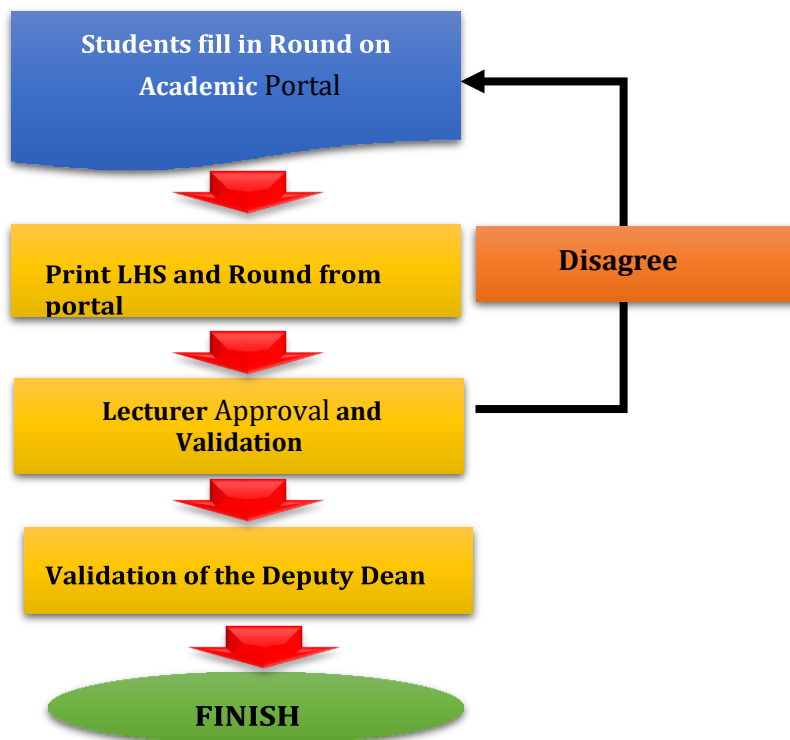 Students fill in Round on
Academic Portal
Print LHS and Round from
portal
Disagree
Lecturer Approval and
Validation
Validation of the Deputy Dean
FINISH